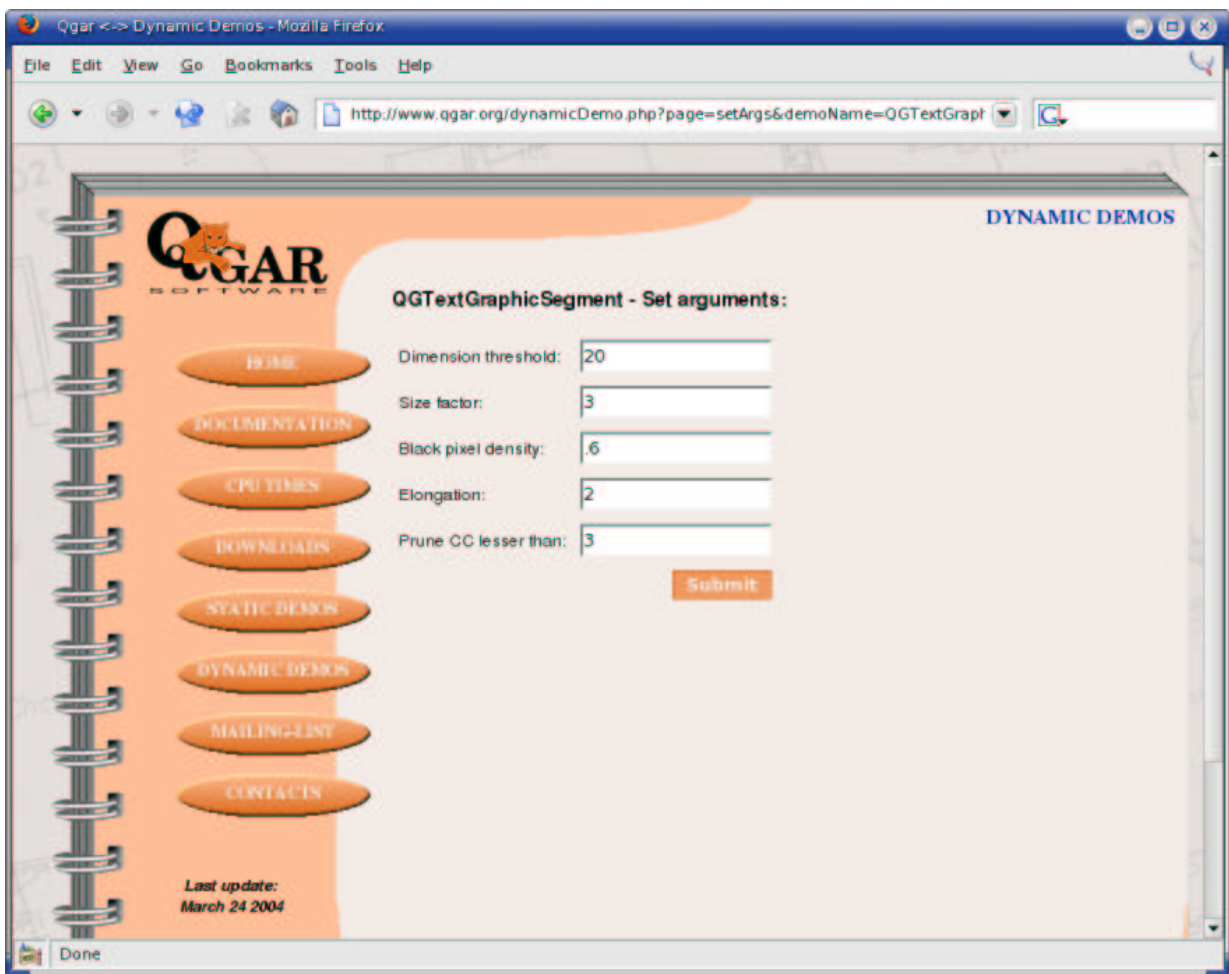 Qgar <-> Dynamic Demos - Mozilla Firefox
File Edit View Go Bookmarks Tools Help
http://www.qgar.org/dynamicDemo.php?page=setArgs&demoName=QGTextGraph
G
QGAR
SOFTWARE
DYNAMIC DEMOS
QGTextGraphicSegment - Set arguments:
HOME
DOCUMENTATION
CPU TIMES
DOWNLOADS
STATIC DEMOS
DYNAMIC DEMOS
MAILING-LIST
CONTACTS
Dimension threshold: 20
Size factor: 3
Black pixel density: .6
Elongation: 2
Prune CC lesser than: 3
Submit
Last update:
March 24 2004
Done